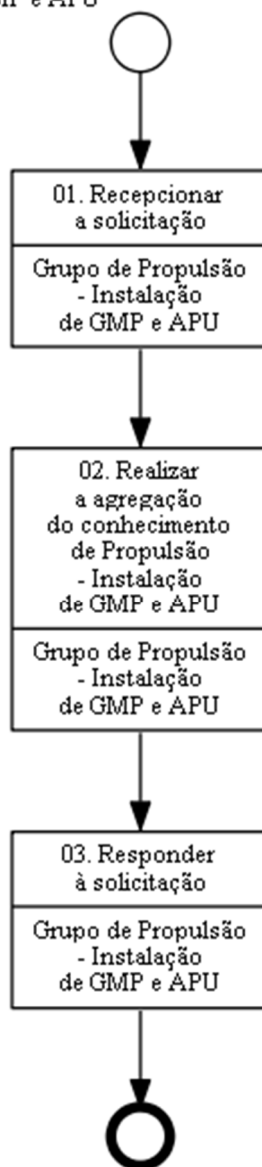 e APU
01. Recepcionar
a solicitação
Grupo de Propulsão
- Instalação
de GMP e APU
02. Realizar
a agregação
do conhecimento
de Propulsão
- Instalação
de GMP e APU
Grupo de Propulsão
- Instalação
de GMP e APU
03. Responder
à solicitação
Grupo de Propulsão
- Instalação
de GMP e APU